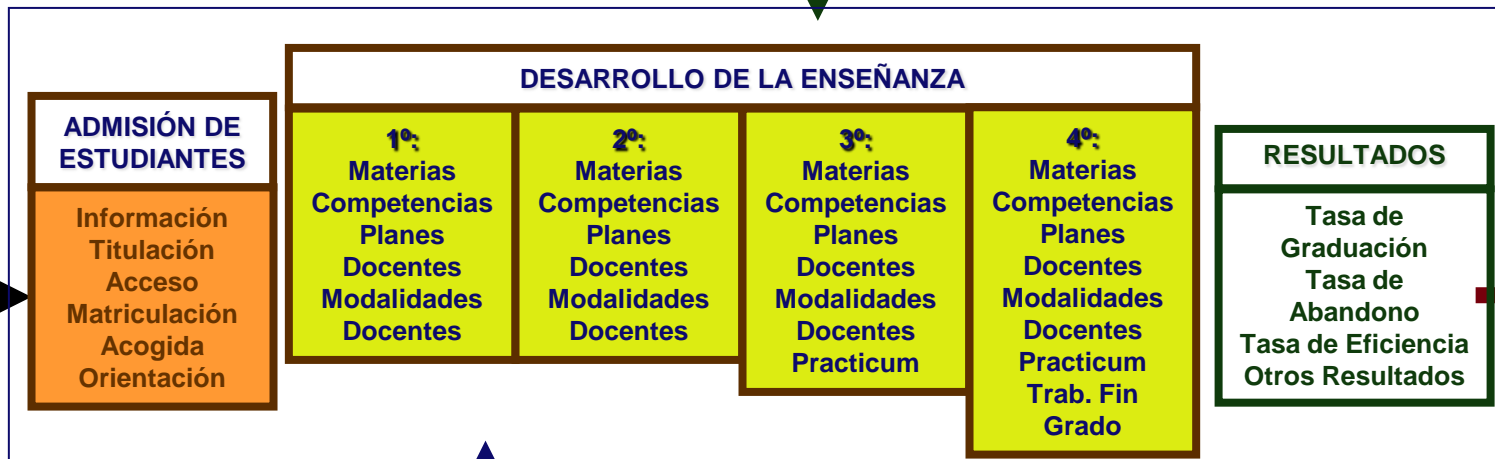 ADMISIÓN DE
ESTUDIANTES
Información
Titulación
Acceso
Matriculación
Acogida
Orientación
DESARROLLO DE LA ENSEÑANZA
1º:
Materias
Competencias
Planes
Docentes
Modalidades
Docentes
2º:
Materias
Competencias
Planes
Docentes
Modalidades
Docentes
3º:
Materias
Competencias
Planes
Docentes
Modalidades
Docentes
Practicum
4º:
Materias
Competencias
Planes
Docentes
Modalidades
Docentes
Practicum
Trab. Fin
Grado
RESULTADOS
Tasa de
Graduación
Tasa de
Abandono
Tasa de Eficiencia
Otros Resultados